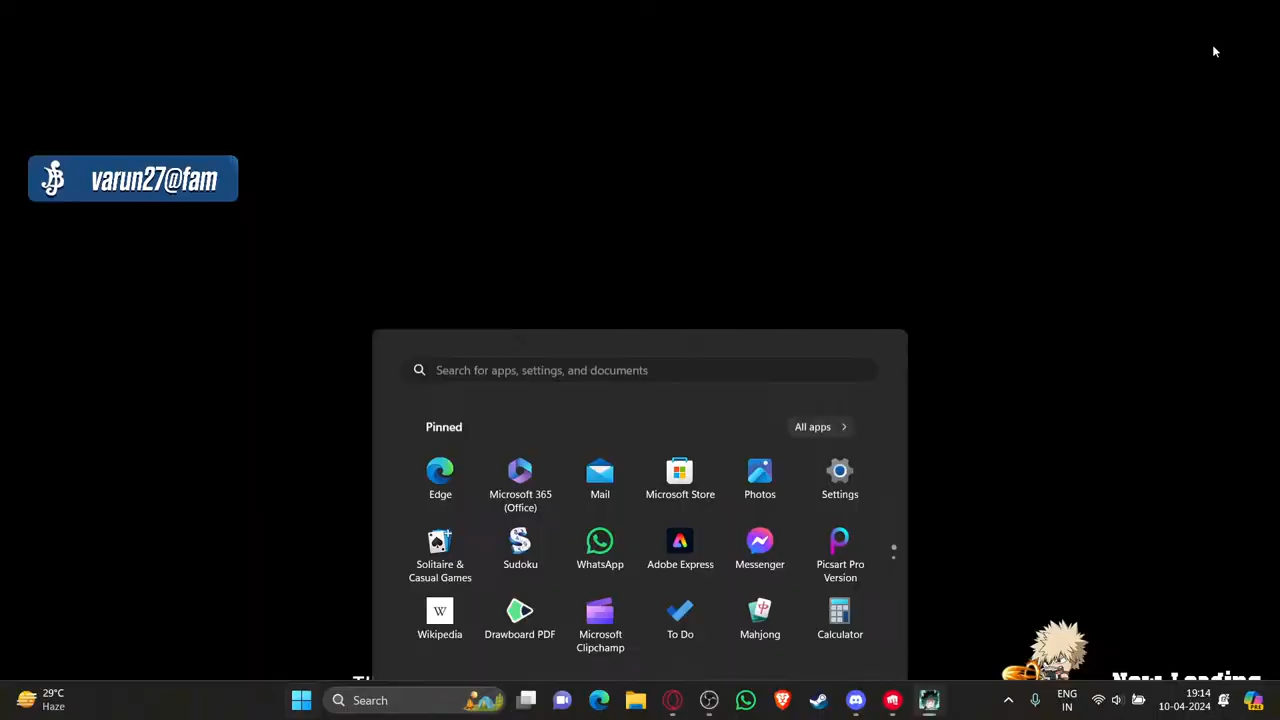 varun27@fam
Search for apps, settings, and documents
Pinned
All apps
Edge
Microsoft 365
(Office)
Mail
Microsoft Store
Photos
Settings
Solitaire &
Casual Games
Sudoku
WhatsApp
Adobe Express
Messenger
Picsart Pro
Version
W
Wikipedia
Drawboard PDF
Microsoft
Clipchamp
To Do
Mahjong
Calculator
Now Loading
29°C
Haze
Search
ENG
IN
19:14
10-04-2024